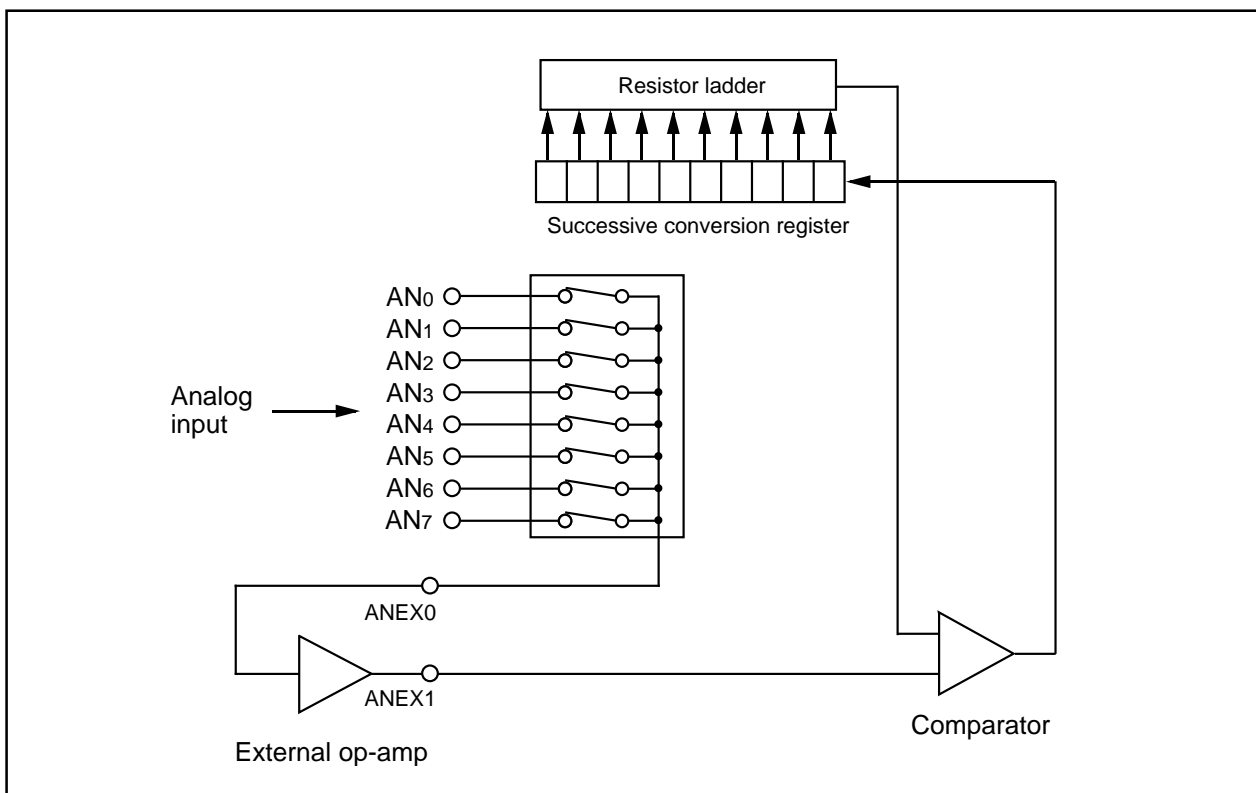 Resistor ladder
Successive conversion register
AN0
AN1
AN2
AN3
AN4
AN5
AN6
AN7
Analog
input
ANEX0
ANEX1
External op-amp
Comparator